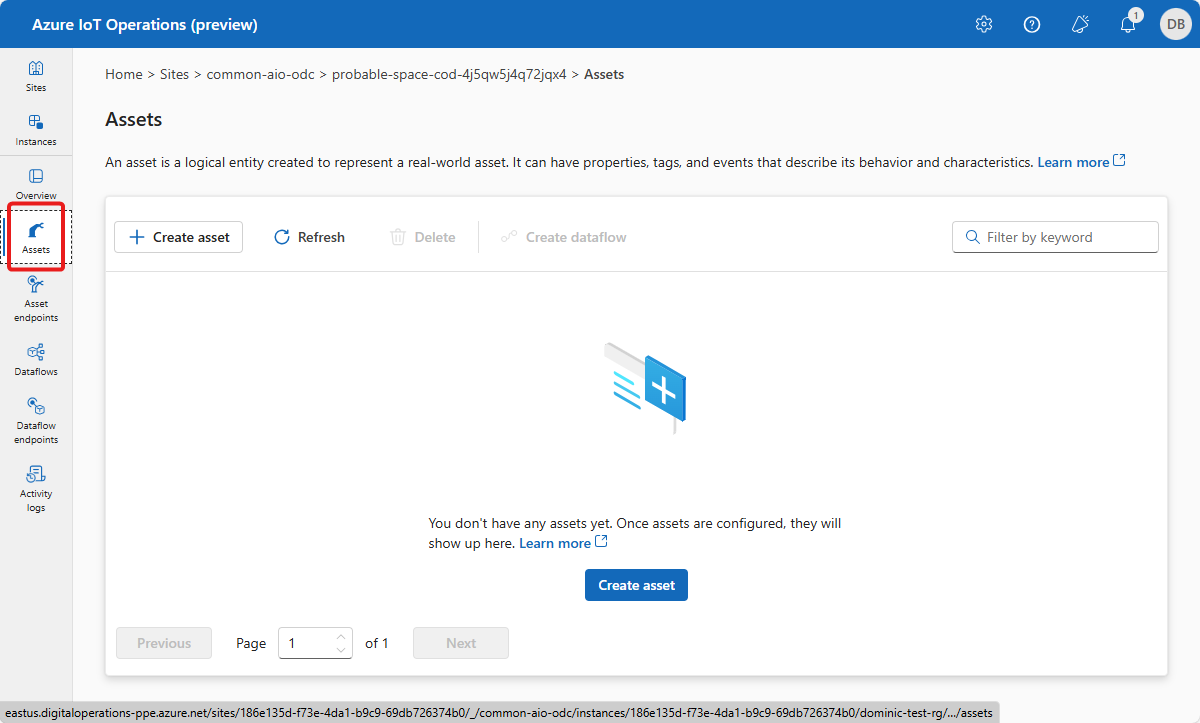 Azure IoT Operations (preview)
1
DB
Sites
Instances
Overview
Assets
Asset
endpoints
Dataflows
Dataflow
endpoints
Activity
logs
Home > Sites > common-aio-odc > probable-space-cod-4j5qw5j4q72jqx4 > Assets
Assets
An asset is a logical entity created to represent a real-world asset. It can have properties, tags, and events that describe its behavior and characteristics. Learn more
Create asset
Refresh
Delete
Create dataflow
Filter by keyword
You don't have any assets yet. Once assets are configured, they will
show up here. Learn more
Create asset
Previous
Page
1
of 1
Next
eastus.digitaloperations-ppe.azure.net/sites/186e135d-f73e-4da1-b9c9-69db726374b0/_/common-aio-odc/instances/186e135d-f73e-4da1-b9c9-69db726374b0/dominic-test-rg/.../assets